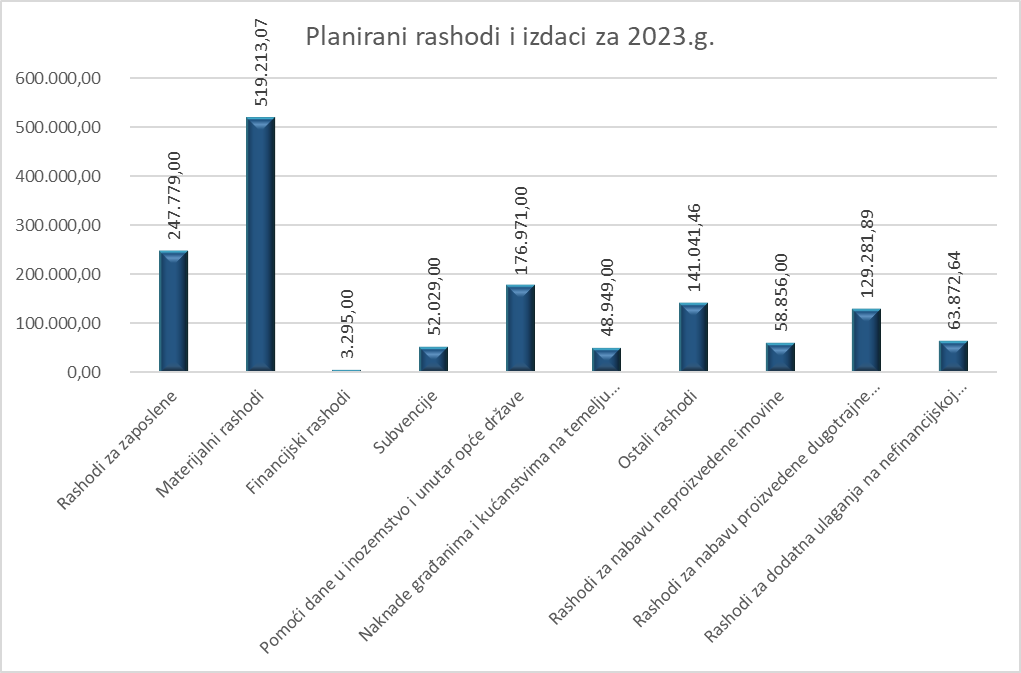 Planirani rashodi i izdaci za 2023.g.
600.000,00
500.000,00
400.000,00
300.000,00
200.000,00
100.000,00
0,00
247.779,00
519.213,07
3.295,00
52.029,00
176.971,00
48.949,00
141.041,46
58.856,00
129.281,89
63.872,64
Rashodi za zaposlene
Materijalni rashodi
Financijski rashodi
Subvencije
Pomoći dane u inozemstvo i unutar opće države
Naknade građanima i kućanstvima na temelju...
Ostali rashodi
Rashodi za nabavu neproizvedene imovine
Rashodi za nabavu proizvedene dugotrajne...
Rashodi za dodatna ulaganja na nefinancijskoj...